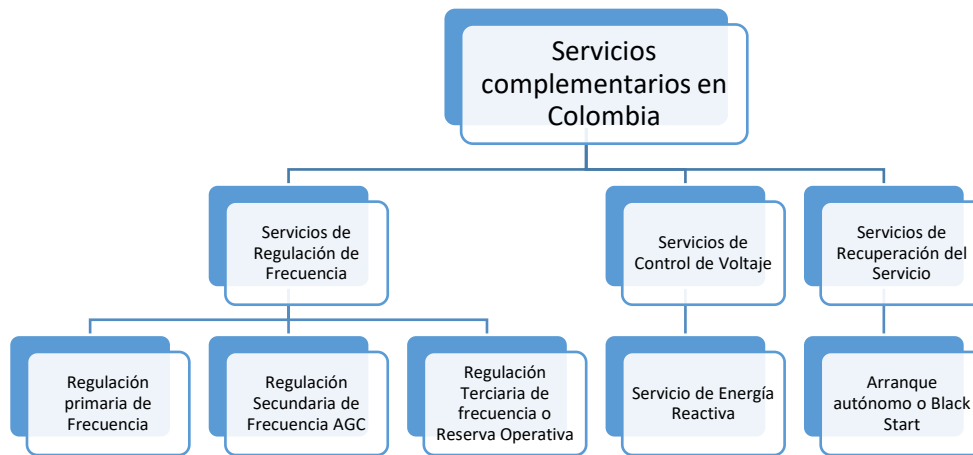 Servicios
complementarios en
Colombia
Servicios de
Regulación de
Frecuencia
Servicios de
Control de Voltaje
Servicios de
Recuperación del
Servicio
Regulación
primaria de
Frecuencia
Regulación
Secundaria de
Frecuencia AGC
Regulación
Terciaria de
frecuencia o
Reserva Operativa
Servicio de Energía
Reactiva
Arranque
autónomo o Black
Start